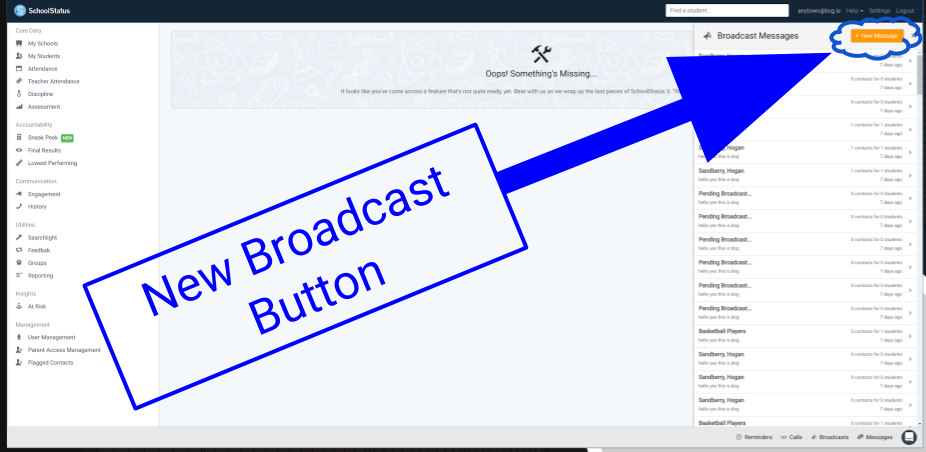 SchoolStatus
Find a student...
anytown@bcg.io Help Settings Logout
Core Data
My Schools
My Students
Attendance
Teacher Attendance
Discipline
Assessment
Accountability
Sneak Peek NEW
Final Results
Lowest Performing
Communication
Engagement
History
Utilities
Searchlight
Feedbak
Groups
Reporting
Insights
At Risk
Management
User Management
Parent Access Management
Flagged Contacts
Oops! Something's Missing...
It looks like you've come across a feature that's not quite ready, yet. Bear with us as we wrap up the last pieces of SchoolStatus 3.
New Broadcast
Button
Broadcast Messages
+ New Message
7 days ago
0 contacts for 0 students
7 days ago
0 contacts for 0 students
7 days ago
1 contacts for 1 students
7 days ago
Hogan 1 contacts for 1 students
hello yes this is dog 7 days ago
Sandberry, Hogan 1 contacts for 1 students
hello yes this is dog 7 days ago
Pending Broadcast... 0 contacts for 0 students
hello yes this is dog 7 days ago
Pending Broadcast... 0 contacts for 0 students
hello yes this is dog 7 days ago
Pending Broadcast... 0 contacts for 0 students
hello yes this is dog 7 days ago
Pending Broadcast... 0 contacts for 0 students
hello yes this is dog 7 days ago
Pending Broadcast... 0 contacts for 0 students
hello yes this is dog 7 days ago
Pending Broadcast... 0 contacts for 0 students
hello yes this is dog 7 days ago
Basketball Players contacts for 1 students
hello yes this is dog 7 days ago
Sandberry, Hogan 0 contacts for 0 students
hello yes this is dog 7 days ago
Sandberry, Hogan 0 contacts for 0 students
hello yes this is dog 7 days ago
Sandberry, Hogan 0 contacts for 0 students
hello yes this is dog 7 days ago
Basketball Players contacts for 1 students
Reminders Calls Broadcasts Messages